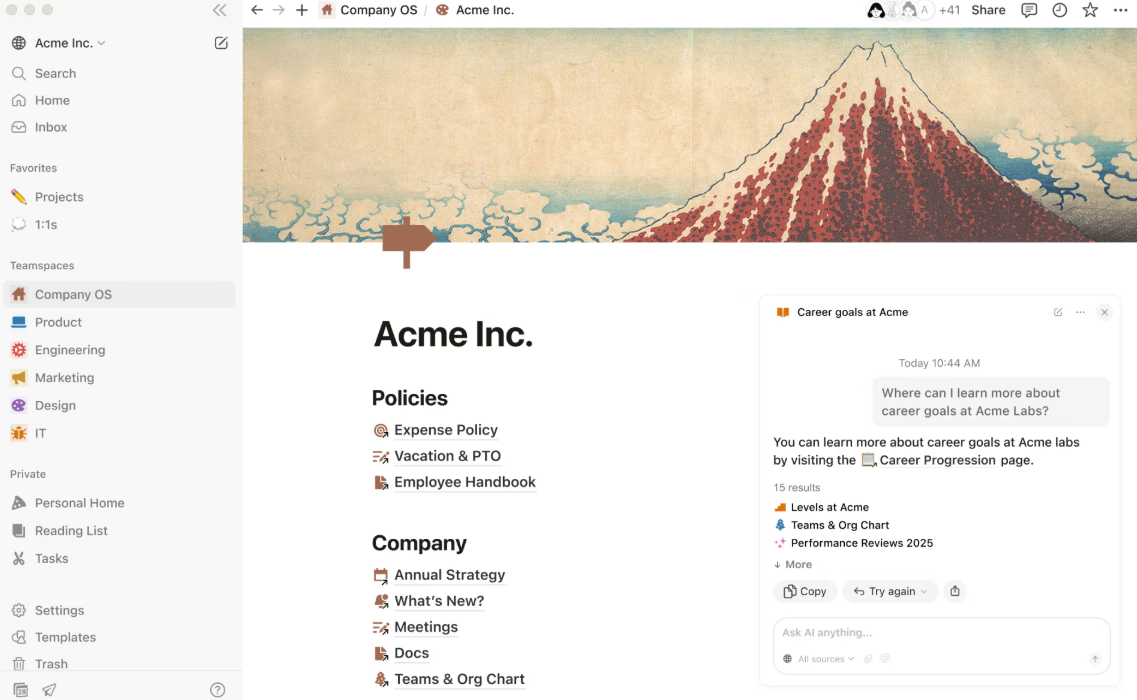 Company OS / Acme Inc.
A +41 Share
Acme Inc.
Search
Home
Inbox
Favorites
Projects
1:1s
Teamspaces
Company OS
Product
Engineering
Marketing
Design
IT
Private
Personal Home
Reading List
Tasks
Settings
Templates
Trash
28
Acme Inc.
Policies
Expense Policy
Vacation & PTO
Employee Handbook
Company
Annual Strategy
What's New?
Meetings
Docs
Teams & Org Chart
Career goals at Acme
Today 10:44 AM
Where can I learn more about
career goals at Acme Labs?
You can learn more about career goals at Acme labs
by visiting the Career Progression page.
15 results
Levels at Acme
Teams & Org Chart
Performance Reviews 2025
↓ More
Copy Try again
Ask AI anything...
All sources